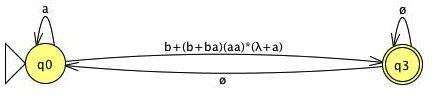 a
ø
b+(b+ba)(aa)*(λ+a)
q0
q3
ø